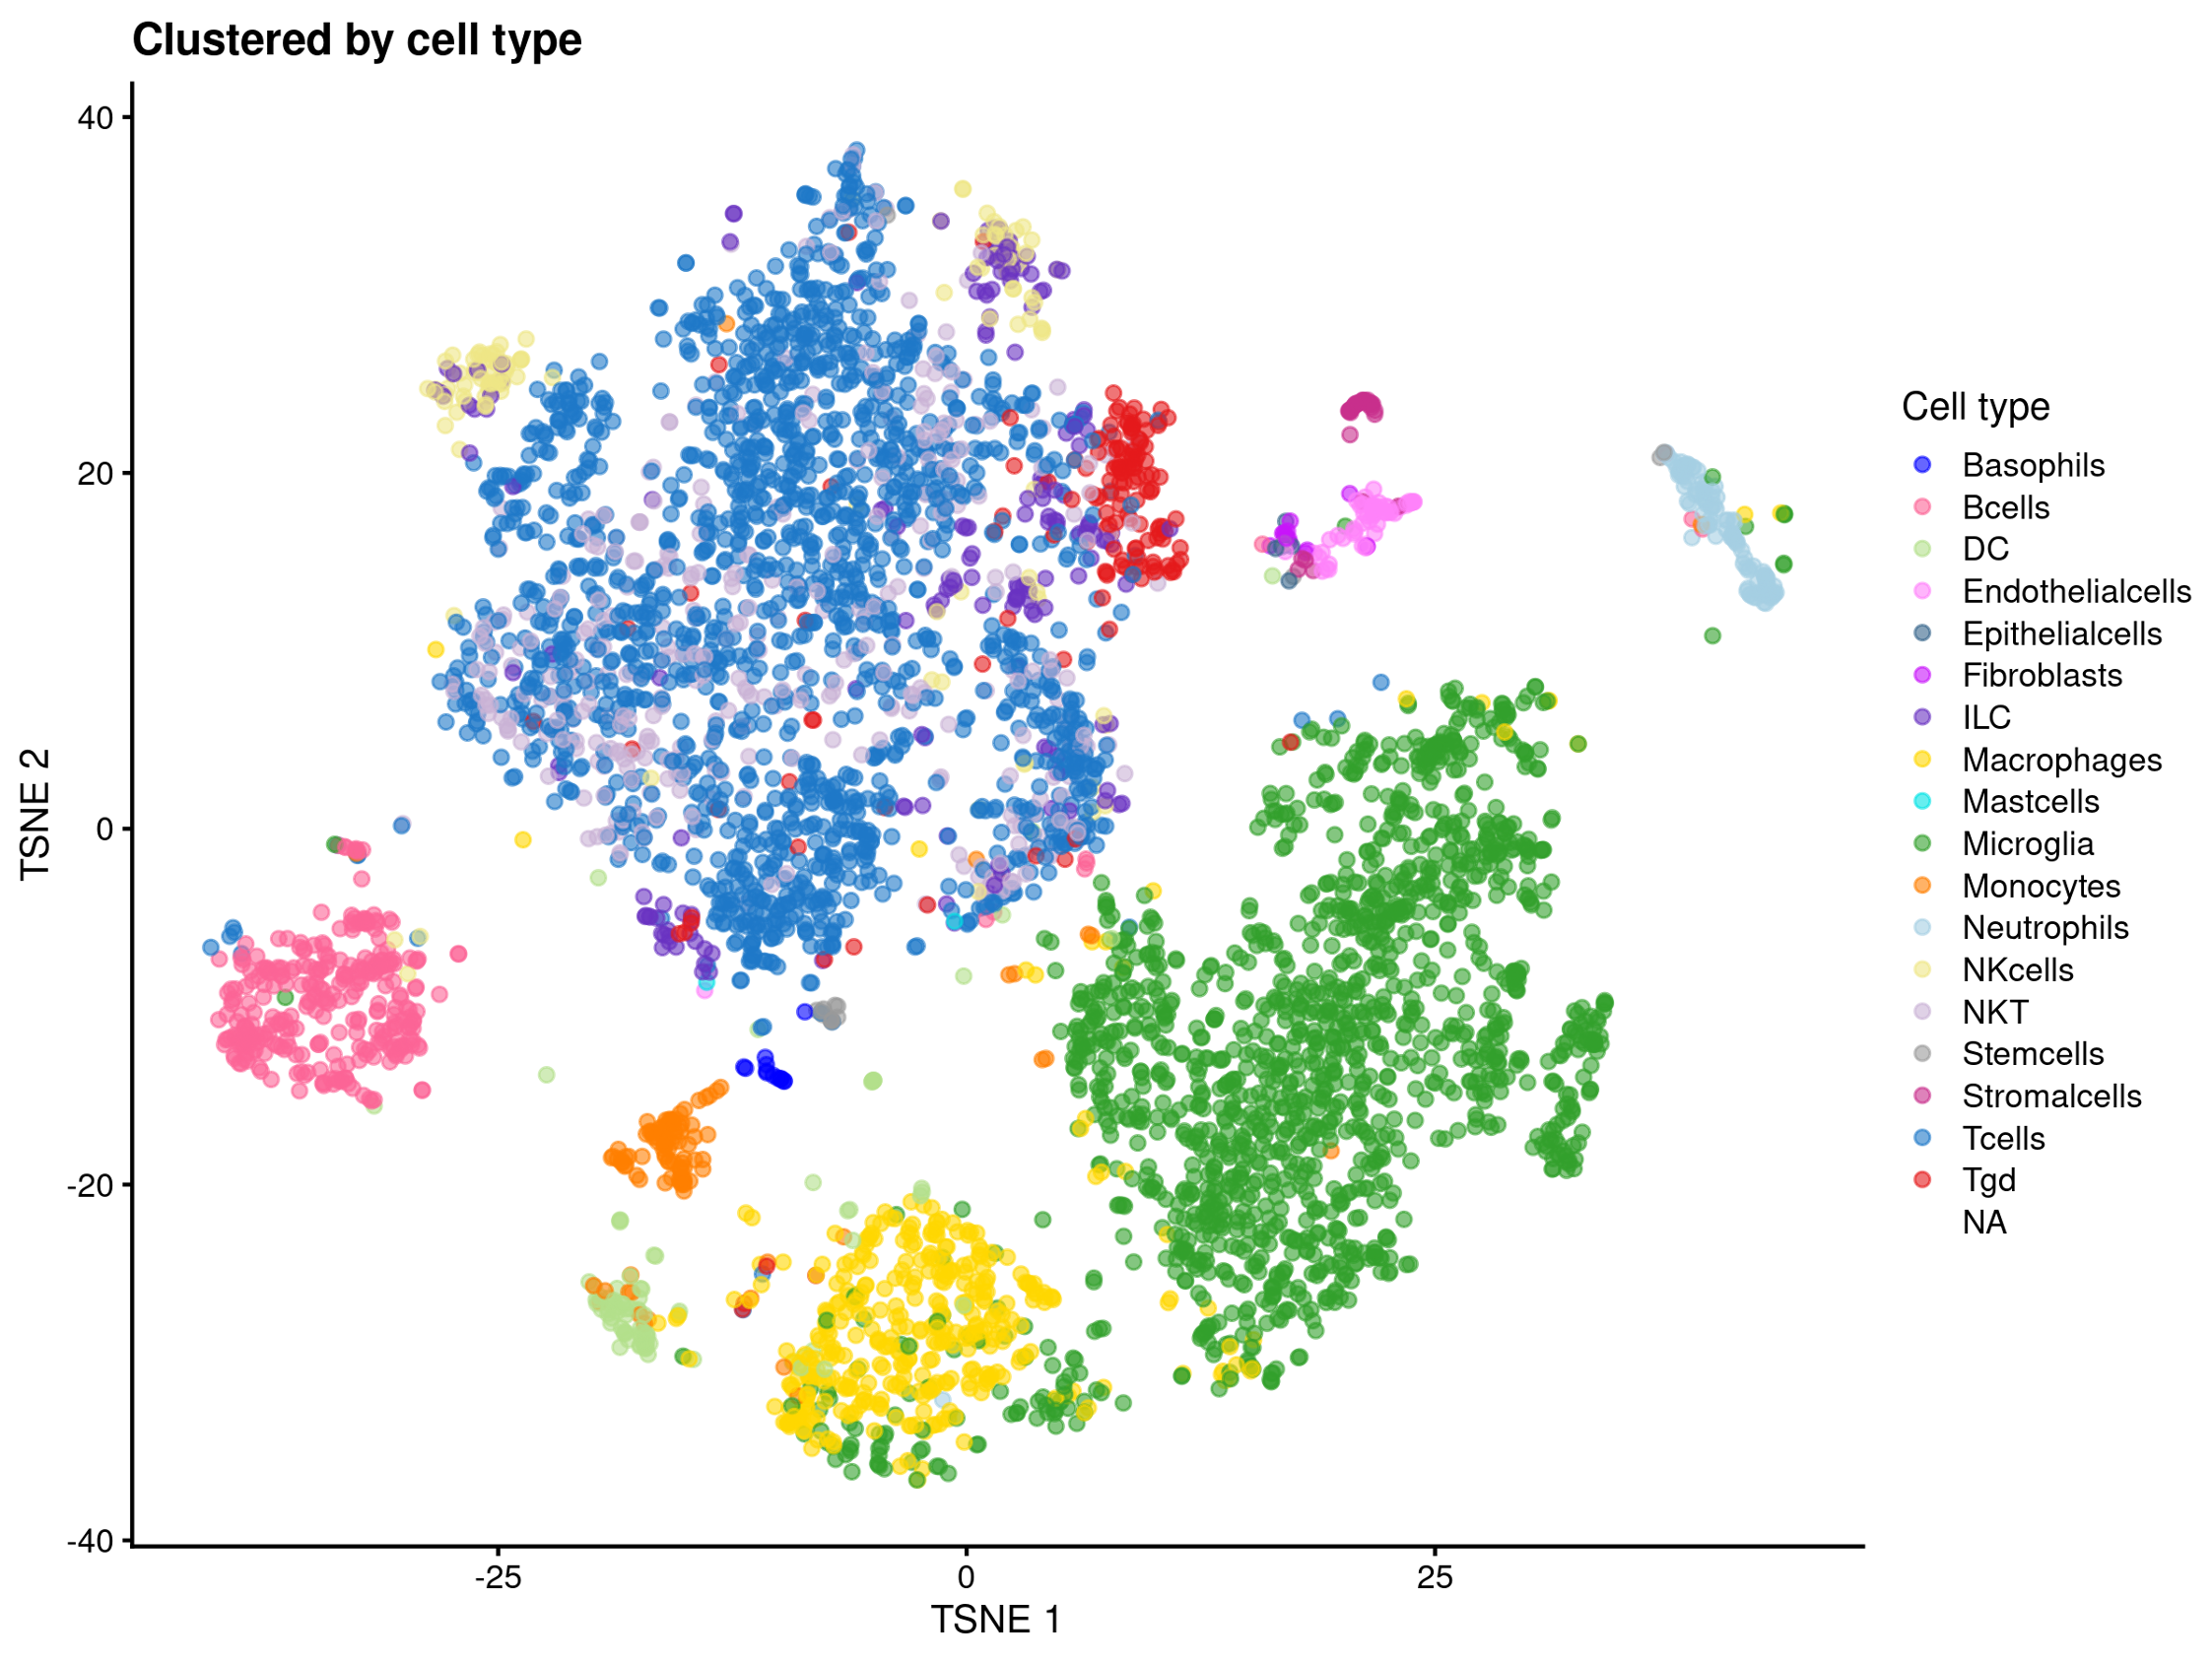 Clustered by cell type
40
20
0
-20
-40
TSNE 2
-25
0
25
TSNE 1
Cell type
Basophils
Bcells
DC
Endothelialcells
Epithelialcells
Fibroblasts
ILC
Macrophages
Mastcells
Microglia
Monocytes
Neutrophils
NKcells
NKT
Stemcells
Stromalcells
Tcells
Tgd
NA